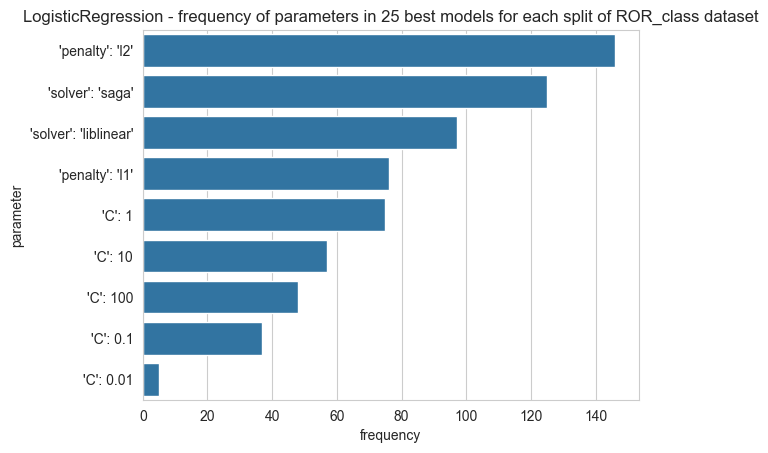 LogisticRegression - frequency of parameters in 25 best models for each split of ROR_class dataset
'penalty': 'l2'
'solver': 'saga'
'solver': 'liblinear'
'penalty': 'l1'
'C': 1
'C': 10
'C': 100
'C': 0.1
'C': 0.01
parameter
0 20 40 60 80 100 120 140
frequency